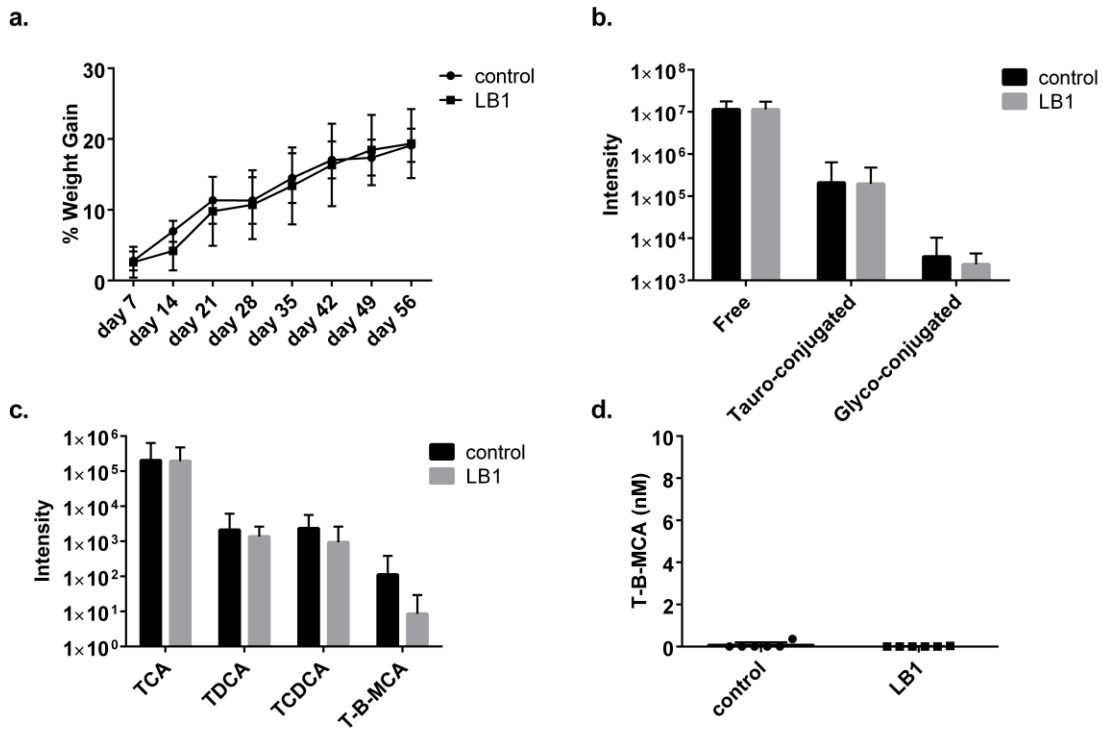 a.
30
20
10
0
% Weight Gain
control
LB1
day 7
day 14
day 21
day 28
day 35
day 42
day 49
day 56
b.
1×10⁸
1×10⁷
1×10⁶
1×10⁵
1×10⁴
1×10³
Intensity
control
LB1
Free
Tauro-conjugated
Glyco-conjugated
c.
1×10⁶
1×10⁵
1×10⁴
1×10³
1×10²
1×10¹
1×10⁰
Intensity
control
LB1
TCA
TDCA
TCDCA
T-B-MCA
d.
10
8
6
4
2
0
T-B-MCA (nM)
control
LB1